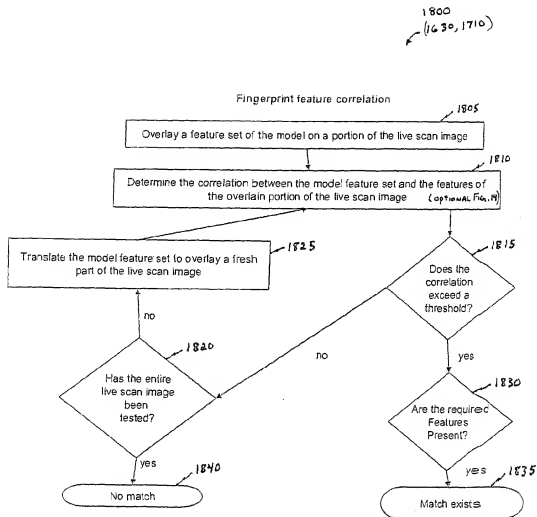 1800
(1630, 1710)
Fingerprint feature correlation
1805
Overlay a feature set of the model on a portion of the live scan image
1810
Determine the correlation between the model feature set and the features of
the overlain portion of the live scan image (OPTIONAL FIG. 19)
1825
Translate the model feature set to overlay a fresh
part of the live scan image
1815
Does the
correlation
exceed a
threshold?
no
1820
no
yes
Has the entire
live scan image
been
tested?
1830
Are the required
Features
Present?
yes
1840
yes
1835
No match
Match exists